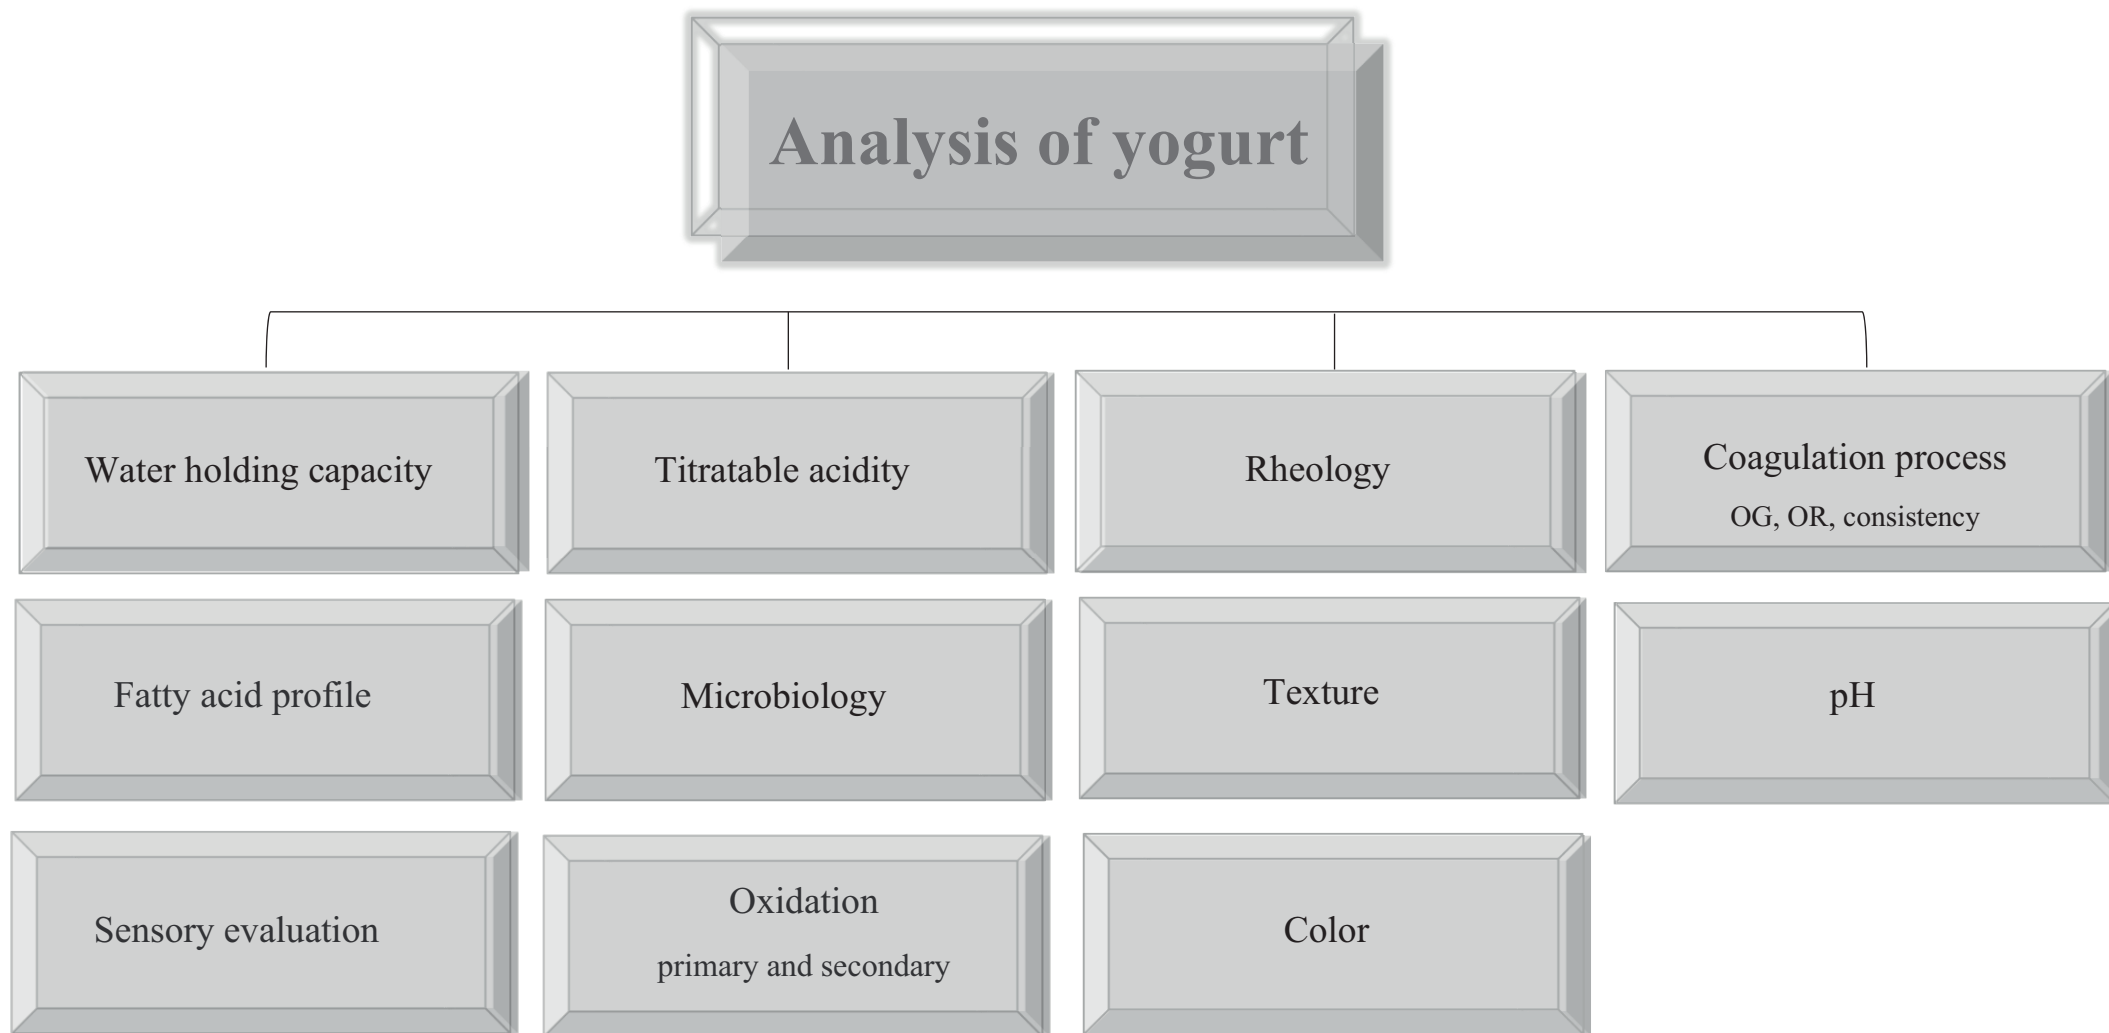 Analysis of yogurt
Water holding capacity
Titratable acidity
Rheology
Coagulation process
OG, OR, consistency
Fatty acid profile
Microbiology
Texture
pH
Sensory evaluation
Oxidation
primary and secondary
Color